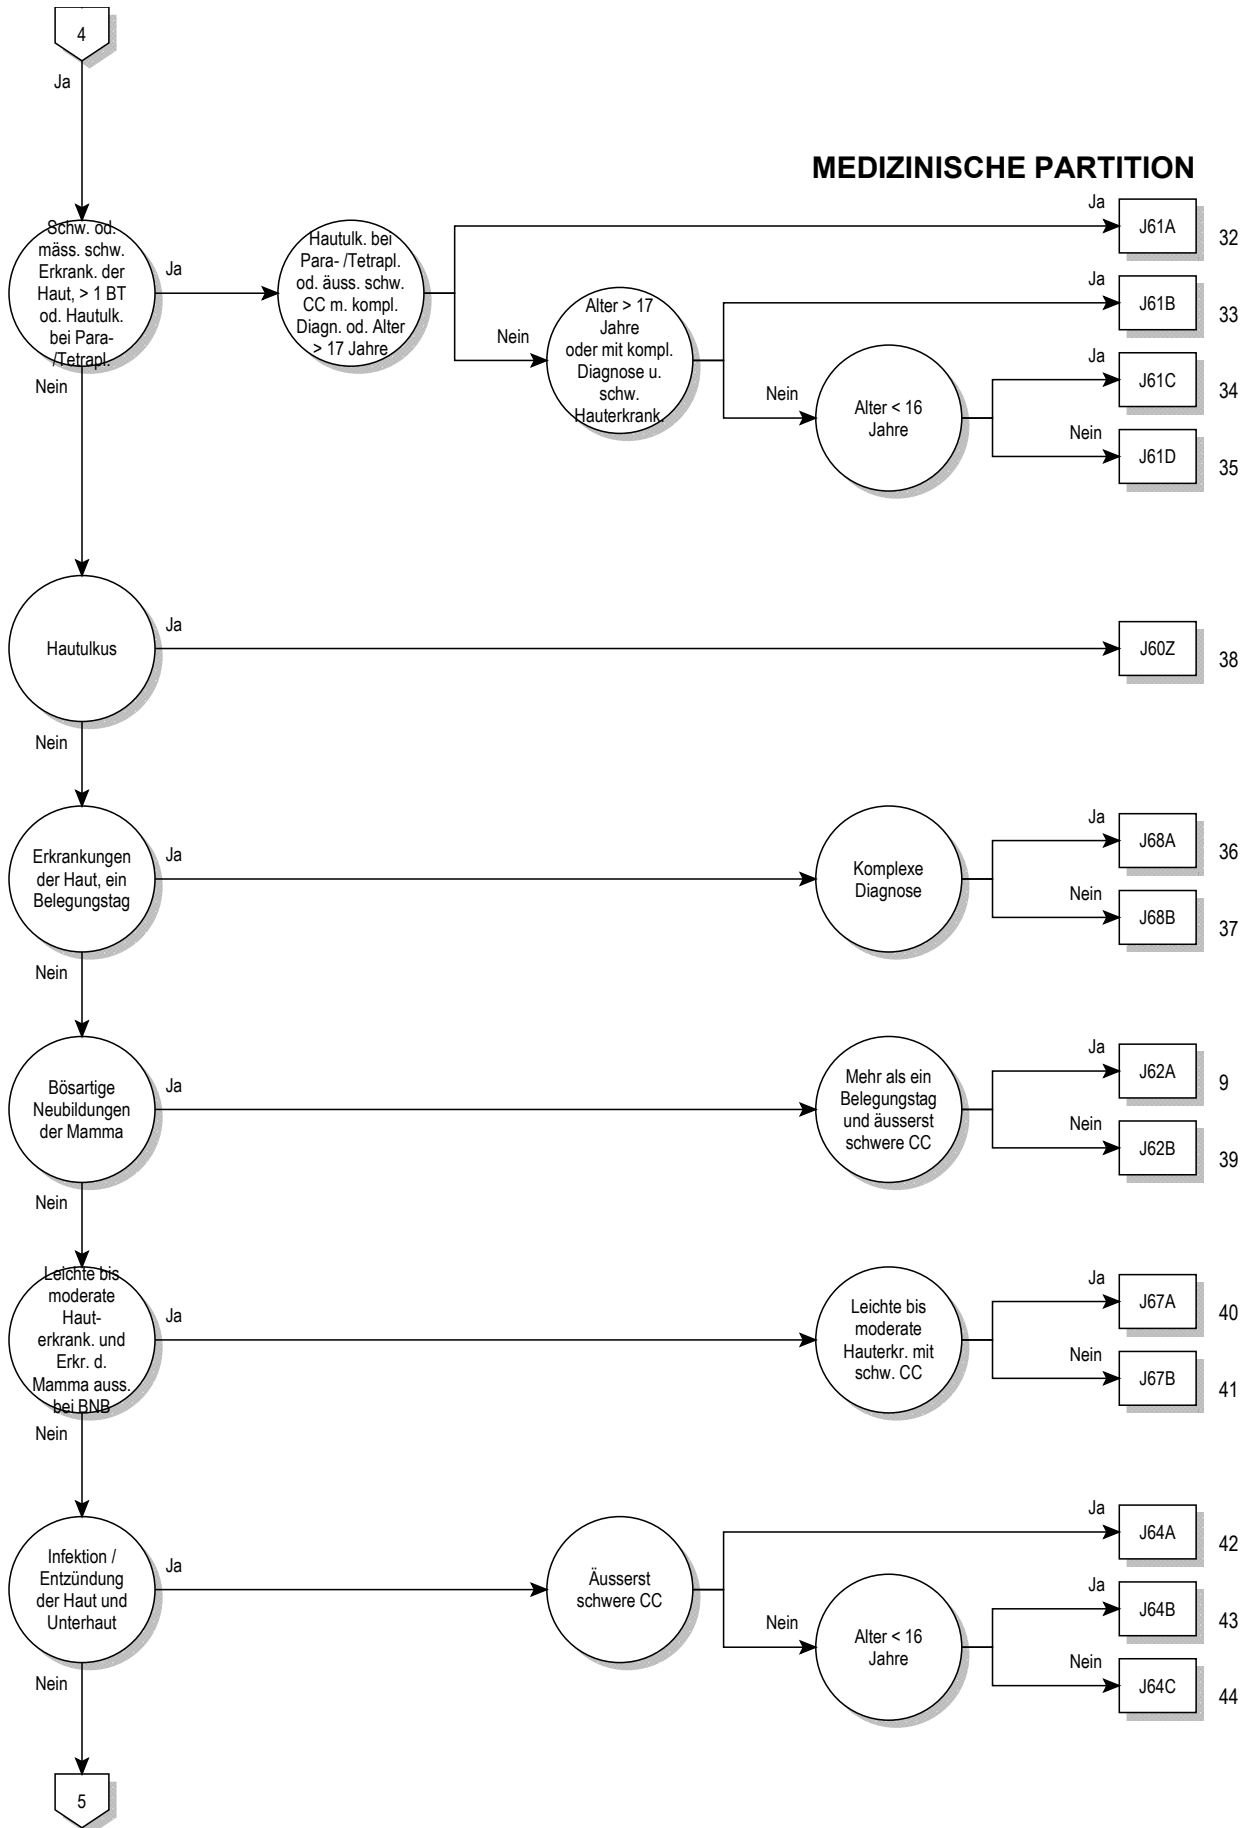 4
Ja
MEDIZINISCHE PARTITION
Schw. od.
mäss. schw.
Erkrank. der
Haut, > 1 BT
od. Hautulk.
bei Para-
/Tetrapl.
Ja
Nein
Hautulk. bei
Para- /Tetrapl.
od. äuss. schw.
CC m. kompl.
Diagn. od. Alter
> 17 Jahre
Ja
J61A
32
Nein
Alter > 17
Jahre
oder mit kompl.
Diagnose u.
schw.
Hauterkrank.
Ja
J61B
33
Nein
Alter < 16
Jahre
Ja
J61C
34
Nein
J61D
35
Hautulkus
Ja
J60Z
38
Nein
Erkrankungen
der Haut, ein
Belegungstag
Ja
Komplexe
Diagnose
Ja
J68A
36
Nein
J68B
37
Nein
Bösartige
Neubildungen
der Mamma
Ja
Mehr als ein
Belegungstag
und äusserst
schwere CC
Ja
J62A
9
Nein
J62B
39
Nein
Leichte bis
moderate
Haut-
erkrank. und
Erkr. d.
Mamma auss.
bei BNB
Ja
Leichte bis
moderate
Hauterkr. mit
schw. CC
Ja
J67A
40
Nein
J67B
41
Nein
Infektion /
Entzündung
der Haut und
Unterhaut
Ja
Äusserst
schwere CC
Ja
J64A
42
Nein
Alter < 16
Jahre
Ja
J64B
43
Nein
J64C
44
Nein
5